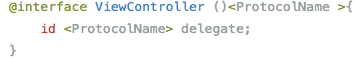 @interface ViewController ()<ProtocolName >{
id <ProtocolName> delegate;
}